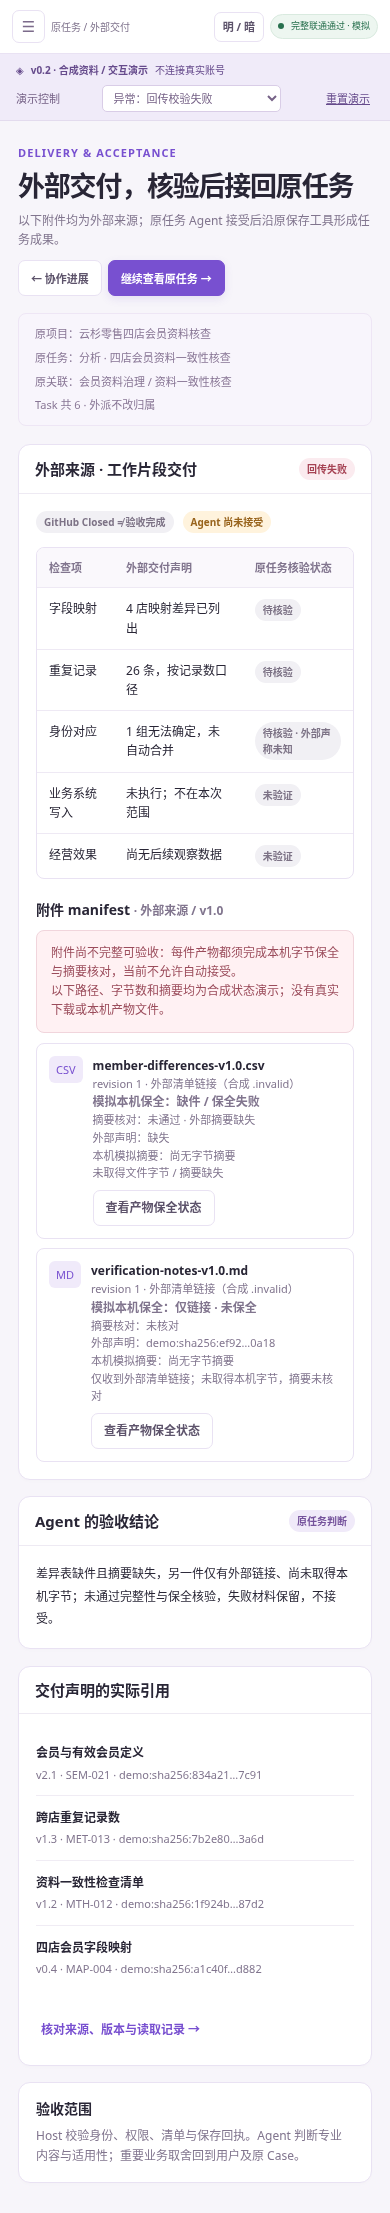 ☰ 原任务 / 外部交付 明 / 暗 ● 完整联通通过 · 模拟
◈ v0.2 · 合成资料 / 交互演示 不连接真实账号
演示控制 异常：回传校验失败 重置演示
DELIVERY & ACCEPTANCE
外部交付，核验后接回原任务
以下附件均为外部来源；原任务 Agent 接受后沿原保存工具形成任
务成果。
← 协作进展 继续查看原任务 →
原项目：云杉零售四店会员资料核查
原任务：分析 · 四店会员资料一致性核查
原关联：会员资料治理 / 资料一致性核查
Task 共 6 · 外派不改归属
外部来源 · 工作片段交付 回传失败
GitHub Closed ≠ 验收完成 Agent 尚未接受
检查项 外部交付声明 原任务核验状态
字段映射 4 店映射差异已列 待核验
出
重复记录 26 条，按记录数口 待核验
径
身份对应 1 组无法确定，未 待核验 · 外部声
自动合并 称未知
业务系统 未执行；不在本次 未验证
写入 范围
经营效果 尚无后续观察数据 未验证
附件 manifest · 外部来源 / v1.0
附件尚不完整可验收：每件产物都须完成本机字节保全
与摘要核对，当前不允许自动接受。
以下路径、字节数和摘要均为合成状态演示；没有真实
下载或本机产物文件。
CSV member-differences-v1.0.csv
revision 1 · 外部清单链接（合成 .invalid）
模拟本机保全：缺件 / 保全失败
摘要核对：未通过 · 外部摘要缺失
外部声明：缺失
本机模拟摘要：尚无字节摘要
未取得文件字节 / 摘要缺失
查看产物保全状态
MD verification-notes-v1.0.md
revision 1 · 外部清单链接（合成 .invalid）
模拟本机保全：仅链接 · 未保全
摘要核对：未核对
外部声明：demo:sha256:ef92…0a18
本机模拟摘要：尚无字节摘要
仅收到外部清单链接；未取得本机字节，摘要未核
对
查看产物保全状态
Agent 的验收结论 原任务判断
差异表缺件且摘要缺失，另一件仅有外部链接、尚未取得本
机字节；未通过完整性与保全核验，失败材料保留，不接
受。
交付声明的实际引用
会员与有效会员定义
v2.1 · SEM-021 · demo:sha256:834a21…7c91
跨店重复记录数
v1.3 · MET-013 · demo:sha256:7b2e80…3a6d
资料一致性检查清单
v1.2 · MTH-012 · demo:sha256:1f924b…87d2
四店会员字段映射
v0.4 · MAP-004 · demo:sha256:a1c40f…d882
核对来源、版本与读取记录 →
验收范围
Host 校验身份、权限、清单与保存回执。Agent 判断专业
内容与适用性；重要业务取舍回到用户及原 Case。